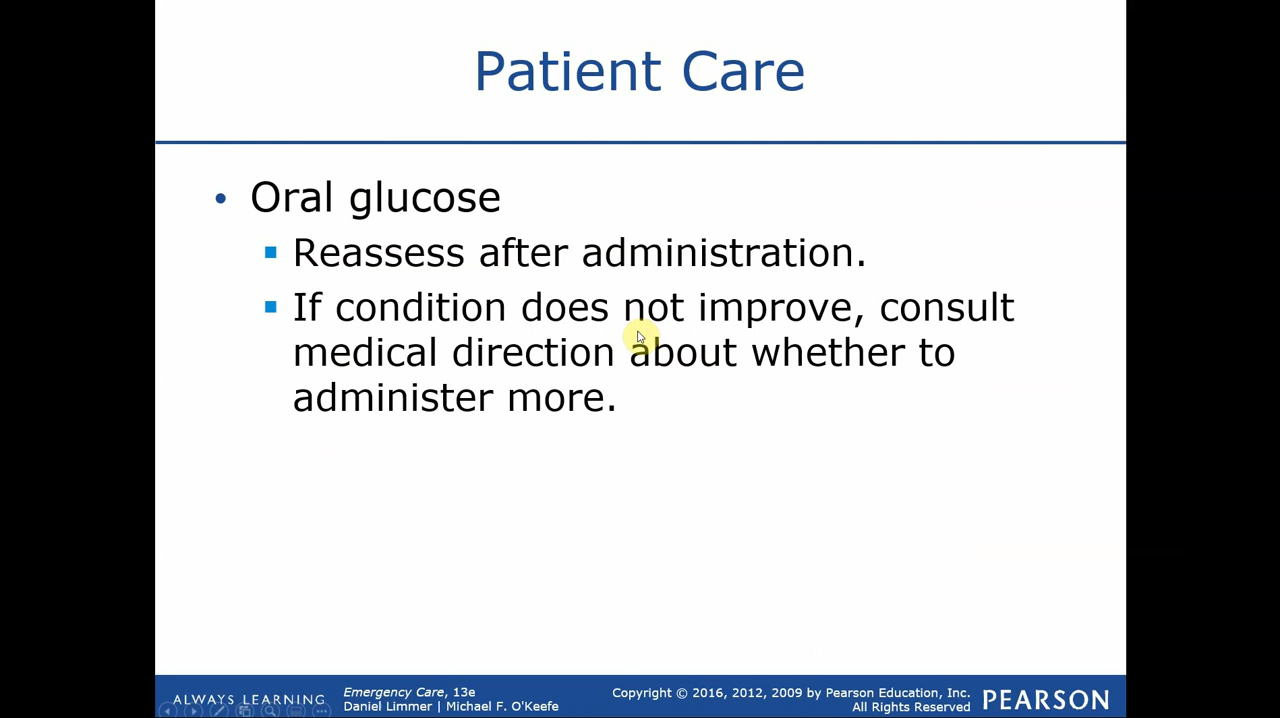 Patient Care
• Oral glucose
▪ Reassess after administration.
▪ If condition does not improve, consult
medical direction about whether to
administer more.
ALWAYS LEARNING
Emergency Care, 13e
Daniel Limmer | Michael F. O'Keefe
Copyright © 2016, 2012, 2009 by Pearson Education, Inc.
All Rights Reserved
PEARSON